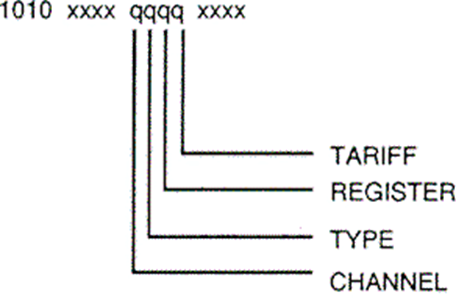 1010 xxxx qqqq xxxx
TARIFF
REGISTER
TYPE
CHANNEL